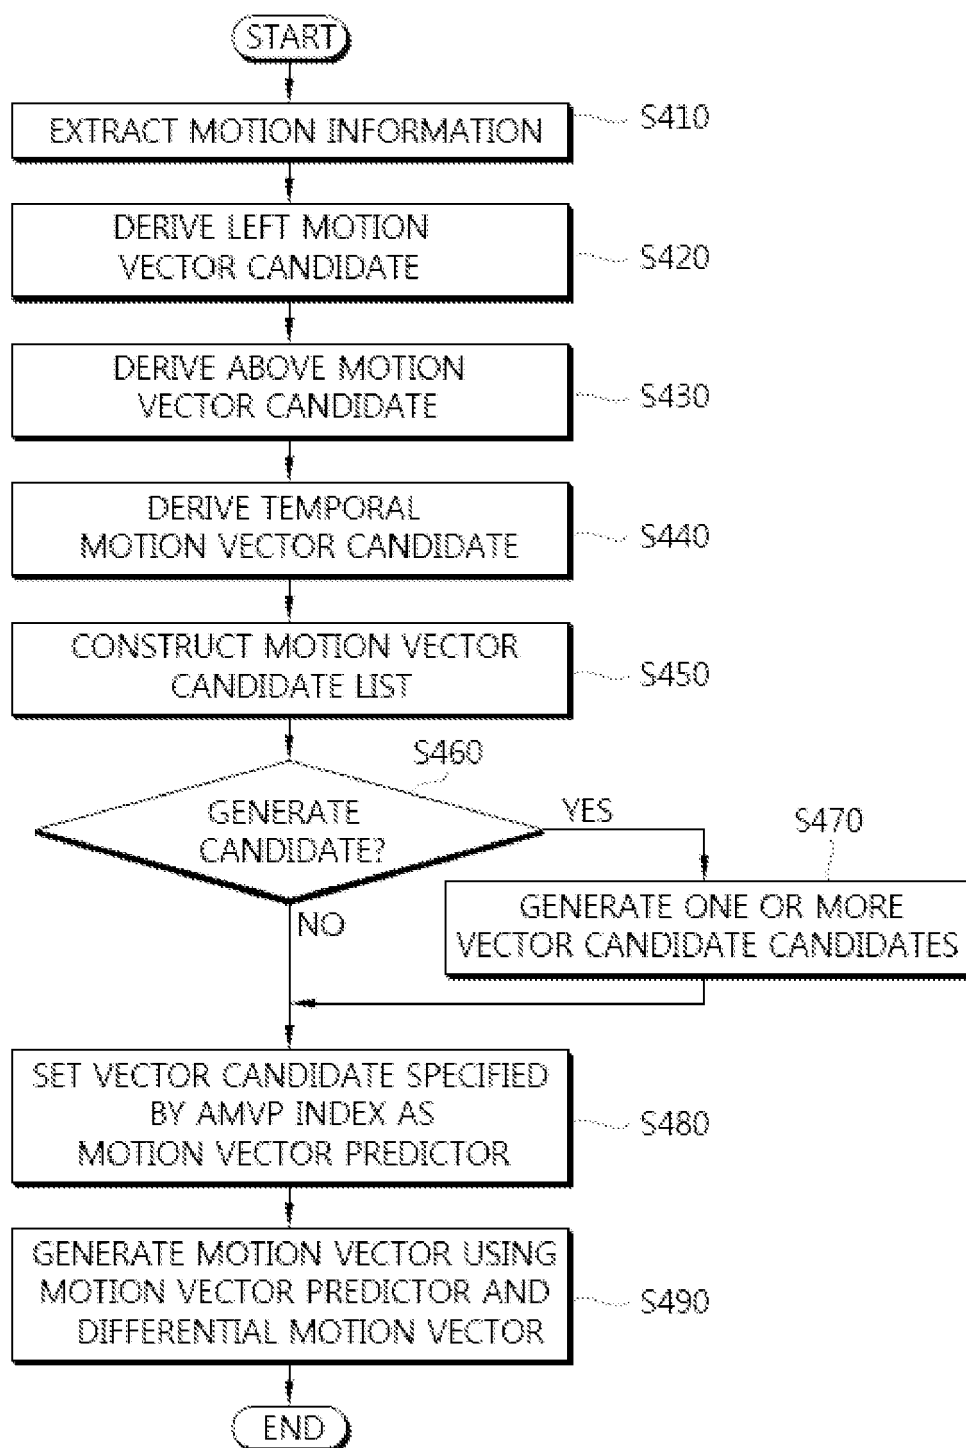 START
EXTRACT MOTION INFORMATION
S410
DERIVE LEFT MOTION
VECTOR CANDIDATE
S420
DERIVE ABOVE MOTION
VECTOR CANDIDATE
S430
DERIVE TEMPORAL
MOTION VECTOR CANDIDATE
S440
CONSTRUCT MOTION VECTOR
CANDIDATE LIST
S450
S460
GENERATE
CANDIDATE?
YES
NO
S470
GENERATE ONE OR MORE
VECTOR CANDIDATE CANDIDATES
SET VECTOR CANDIDATE SPECIFIED
BY AMVP INDEX AS
MOTION VECTOR PREDICTOR
S480
GENERATE MOTION VECTOR USING
MOTION VECTOR PREDICTOR AND
DIFFERENTIAL MOTION VECTOR
S490
END